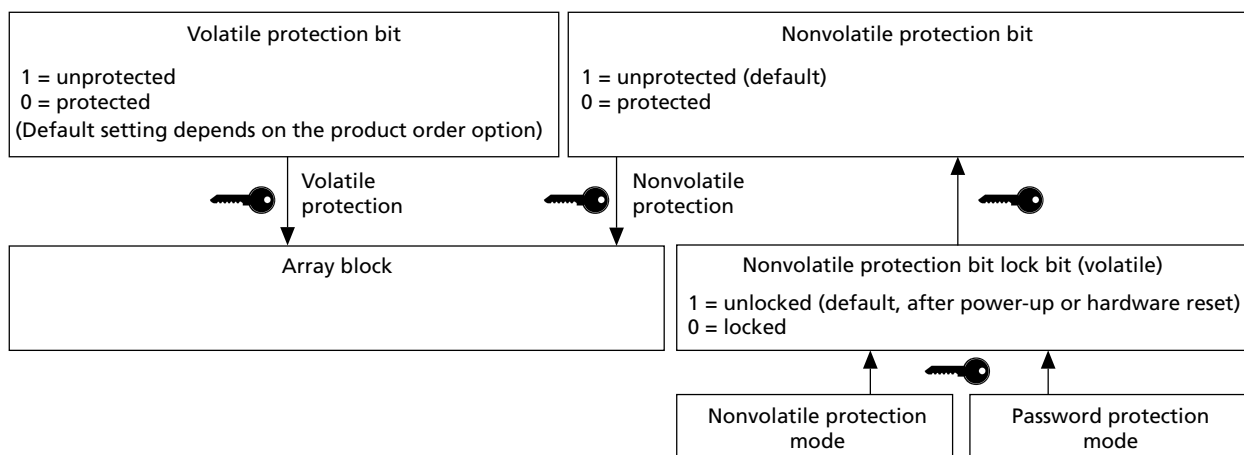 Volatile protection bit
1 = unprotected
0 = protected
(Default setting depends on the product order option)
Nonvolatile protection bit
1 = unprotected (default)
0 = protected
Volatile
protection
Nonvolatile
protection
Array block
Nonvolatile protection bit lock bit (volatile)
1 = unlocked (default, after power-up or hardware reset)
0 = locked
Nonvolatile protection
mode
Password protection
mode